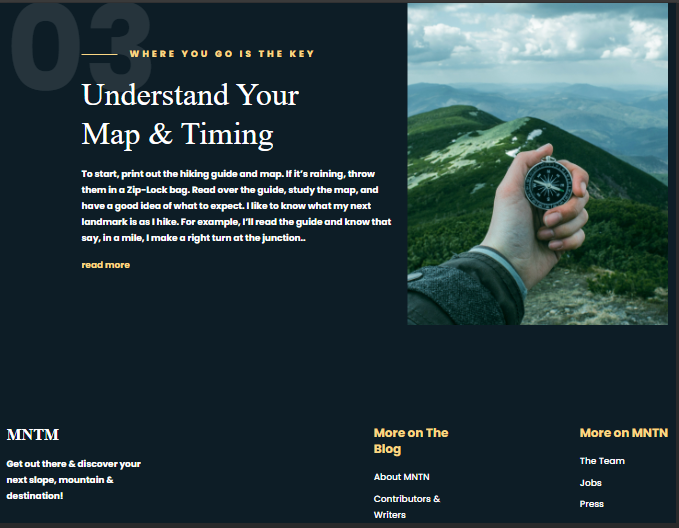 03
WHERE YOU GO IS THE KEY
Understand Your
Map & Timing
To start, print out the hiking guide and map. If it's raining, throw
them in a Zip-Lock bag. Read over the guide, study the map, and
have a good idea of what to expect. I like to know what my next
landmark is as I hike. For example, I'll read the guide and know that
say, in a mile, I make a right turn at the junction..
read more
MNTM
Get out there & discover your
next slope, mountain &
destination!
More on The
Blog
About MNTN
Contributors &
Writers
More on MNTN
The Team
Jobs
Press